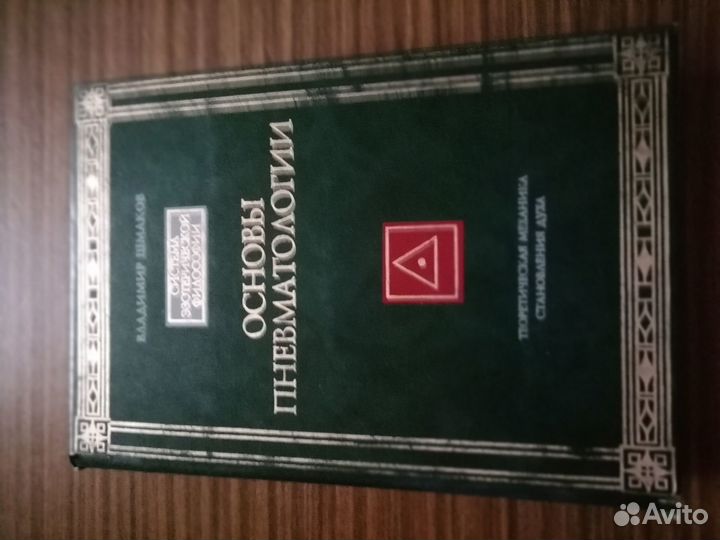 ВЛАДИМИР ШМАКОВ
СИСТЕМА
ЭЗОТЕРИЧЕСКОЙ
ФИЛОСОФИИ
ОСНОВЫ
ПНЕВМАТОЛОГИИ
ТЕОРЕТИЧЕСКАЯ МЕХАНИКА
СТАНОВЛЕНИЯ ДУХА
Avito